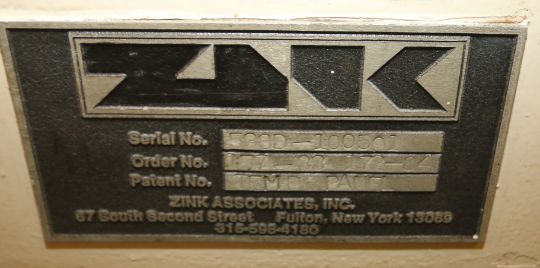 ZINK
Serial No.
Order No.
Patent No. PANEL
ZINK ASSOCIATES, INC.
67 South Second Street Fulton, New York 13069
315-598-4180